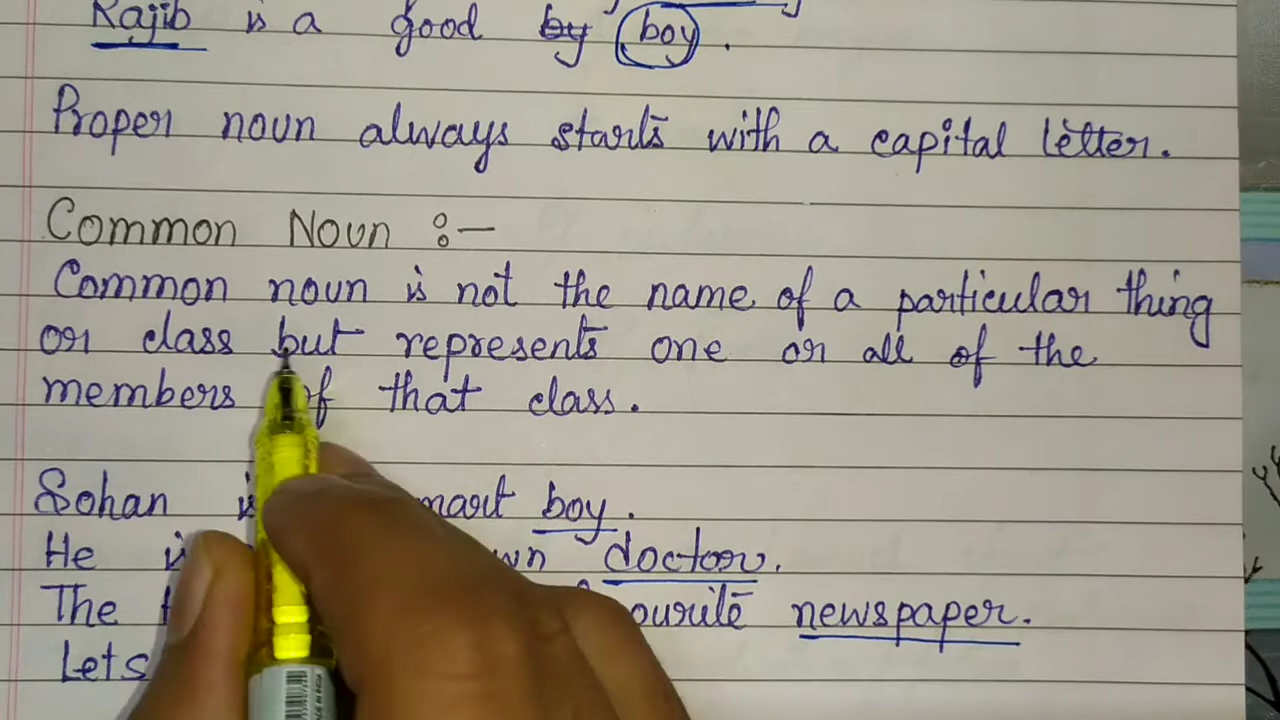 Rajib is a good by boy.
Proper noun always starts with a capital letter.
Common Noun :-
Common noun is not the name of a particular thing
or class but represents one or all of the
members of that class.
Sohan boy.
He doctor.
The newspaper.
Lets